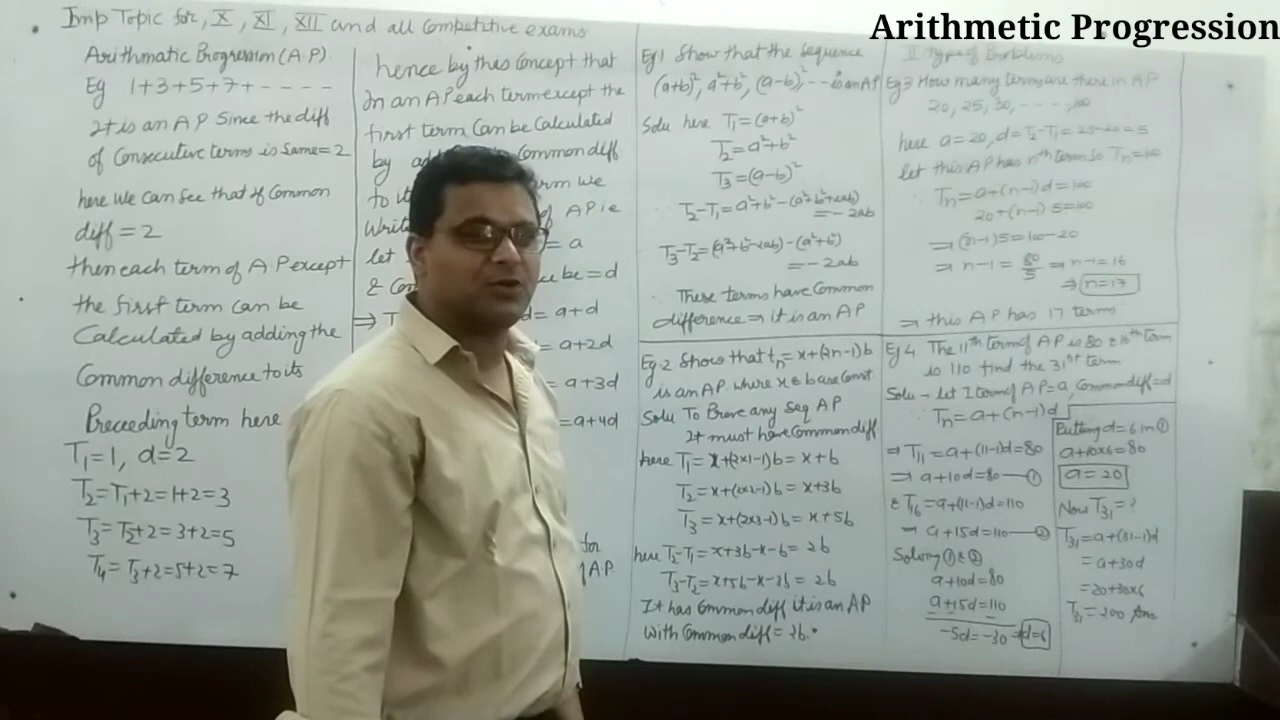 Arithmetic Progression
Imp Topic for, X, XI, XII and all Competitive exams
Arithmatic Progression (A.P).
Eg 1+3+5+7+----
It is an AP Since the diff
of Consecutive terms is Same=2
here we can see that if Common
diff=2
then each term of AP except
the first term can be
Calculated by adding the
Common difference to its
Preceeding term here
T₁=1, d=2
T₂=T₁+2=1+2=3
T₃=T₂+2=3+2=5
T₄=T₃+2=5+2=7
hence by this Concept that
In an AP each term except the
first term Can be Calculated
by Common diff
to we
Write of AP ie
let = a
& be=d
⇒ = a+d
= a+2d
= a+3d
=a+4d
for
AP
Eg1 Show that the Sequence
(a+b)², a²+b², (a-b)², --- is an AP
Solu here T₁=(a+b)²
T₂=a²+b²
T₃=(a-b)²
∴ T₂-T₁=a²+b²-(a²+b²+2ab)
=-2ab
T₃-T₂=(a²+b²-2ab)-(a²+b²)
=-2ab
These terms have Common
difference ⇒ it is an AP
Eg.2 Show that tn=x+(2n-1)b
is an AP where x & b are Const
Solu To Prove any Seq AP
It must have Common diff
here T₁=x+(2x1-1)b=x+b
T₂=x+(2x2-1)b=x+3b
T₃=x+(2x3-1)b=x+5b
here T₂-T₁=x+3b-x-b=2b
T₃-T₂=x+5b-x-3b=2b
It has Common diff it is an AP
With Common diff=2b.
II Type of Problems
Eg3 How many terms are there in AP
20, 25, 30, ----, 100
here a=20, d=T₂-T₁=25-20=5
let this AP has nth term so Tn=100
Tn=a+(n-1)d=100
20+(n-1)5=100
⇒ (n-1)5=100-20
⇒ n-1=80/5 ⇒ n-1=16
⇒ n=17
⇒ this AP has 17 terms
Eg 4 The 11th term of AP is 80 & 16th term
is 110 find the 31st term
Solu - let I term of AP=a, Common diff=d
∵ Tn=a+(n-1)d
⇒ T₁₁=a+(11-1)d=80
⇒ a+10d=80 —①
& T₁₆=a+(16-1)d=110
⇒ a+15d=110 —②
Solving ① & ②
a+10d=80
a+15d=110
-5d=-30 ⇒ d=6
Putting d=6 in ①
a+10x6=80
a=20
Now T₃₁=?
T₃₁=a+(31-1)d
=a+30d
=20+30x6
T₃₁=200 Ans